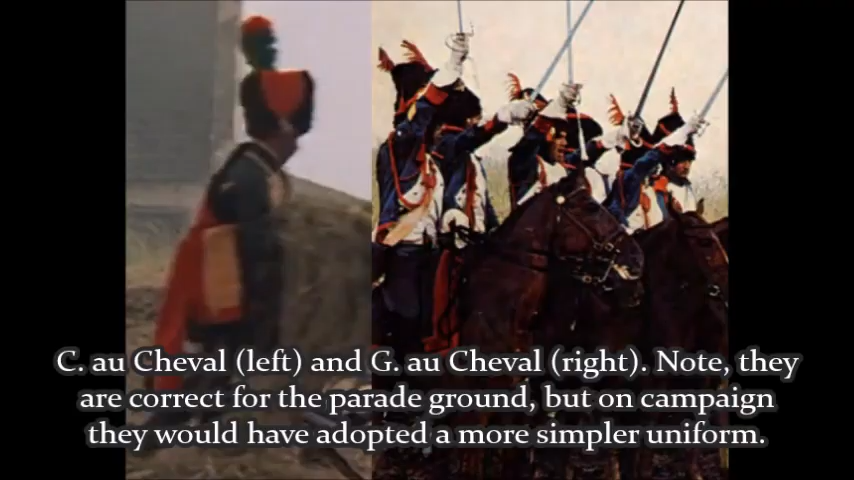 C. au Cheval (left) and G. au Cheval (right). Note, they
are correct for the parade ground, but on campaign
they would have adopted a more simpler uniform.